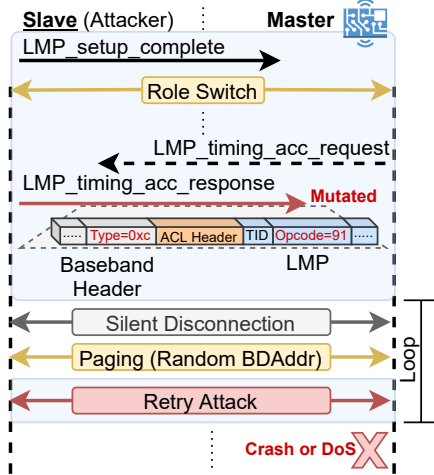 Slave (Attacker)
Master
LMP_setup_complete
Role Switch
LMP_timing_acc_request
LMP_timing_acc_response
Mutated
..... Type=0xc ACL Header TID Opcode=91 .....
Baseband
Header
LMP
Silent Disconnection
Paging (Random BDAddr)
Retry Attack
Loop
Crash or DoS